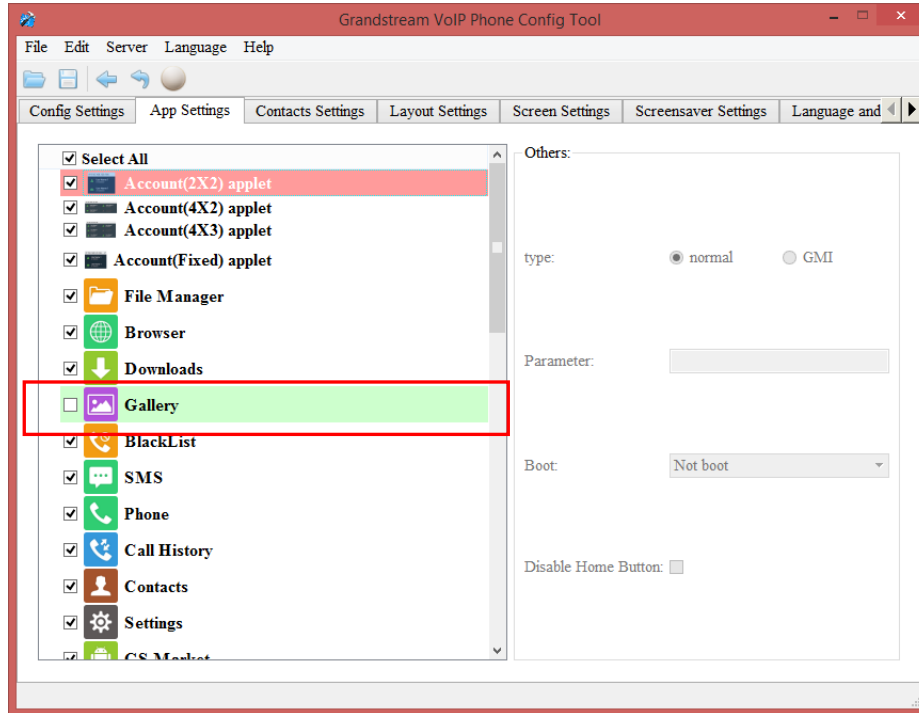 Grandstream VoIP Phone Config Tool
File Edit Server Language Help
Config Settings App Settings Contacts Settings Layout Settings Screen Settings Screensaver Settings Language and
Select All
Account(2X2) applet
Account(4X2) applet
Account(4X3) applet
Account(Fixed) applet
File Manager
Browser
Downloads
Gallery
BlackList
SMS
Phone
Call History
Contacts
Settings
GS Market
Others:
type: normal GMI
Parameter:
Boot: Not boot
Disable Home Button: